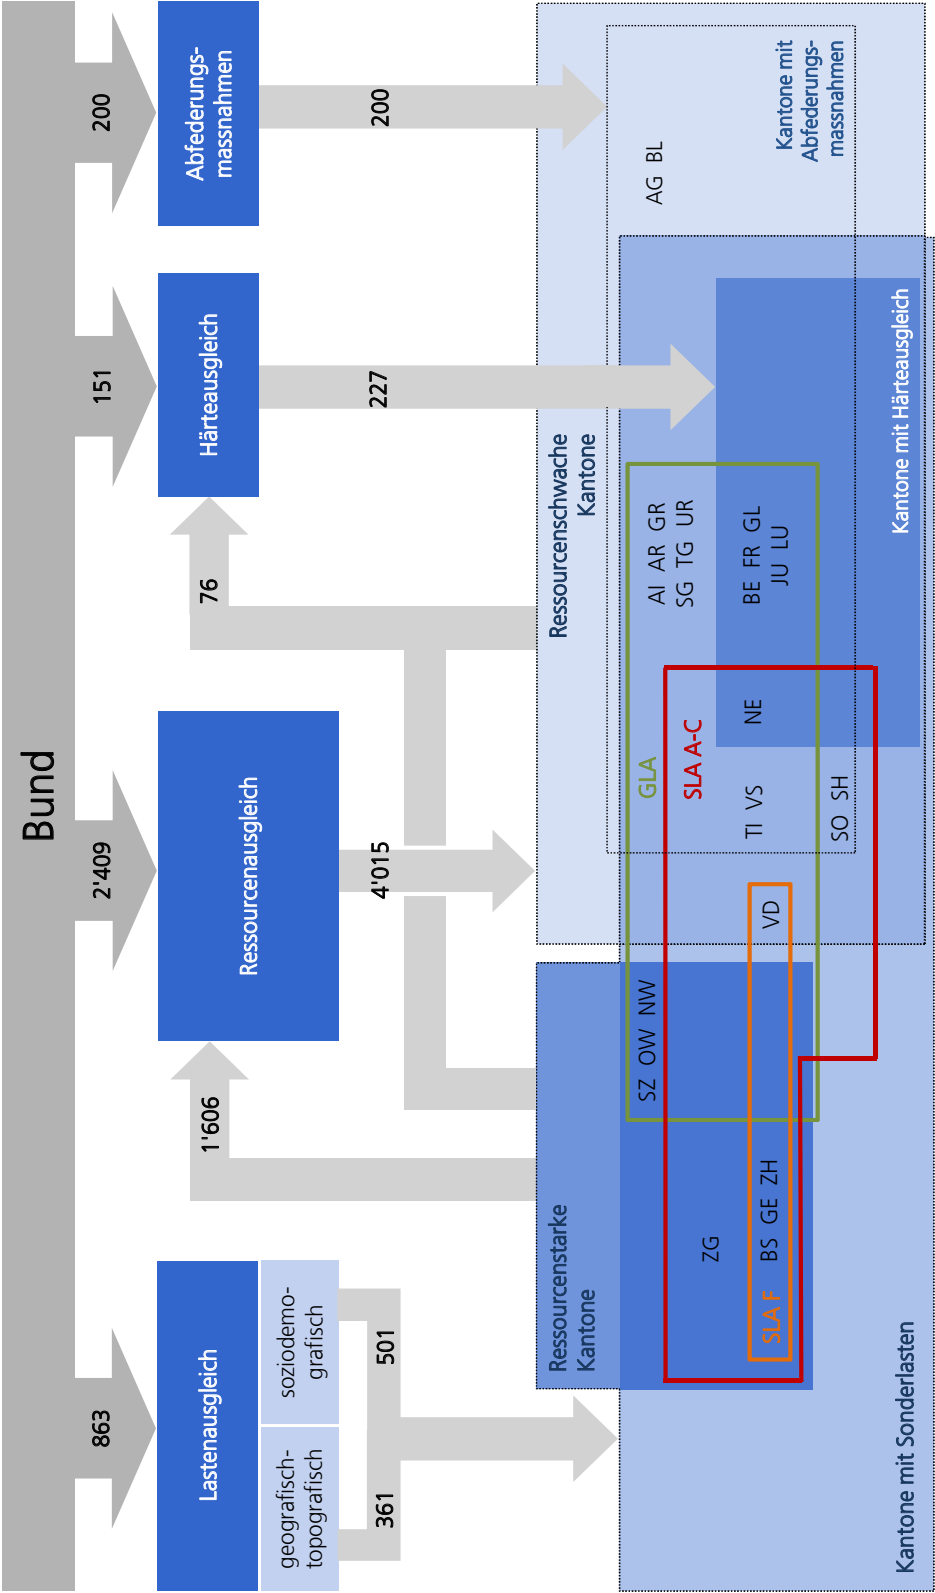 Bund
863
2'409
151
200
Lastenausgleich
geografisch-
topografisch
soziodemo-
grafisch
Ressourcenausgleich
Härteausgleich
Abfederungs-
massnahmen
361
501
1'606
4'015
76
227
200
Ressourcenstarke
Kantone
Ressourcenschwache
Kantone
Kantone mit
Abfederungs-
massnahmen
SZ OW NW
GLA
AI AR GR
SG TG UR
AG BL
ZG
SLA A-C
SLA F
BS GE ZH
VD
TI VS
NE
BE FR GL
JU LU
SO SH
Kantone mit Sonderlasten
Kantone mit Härteausgleich